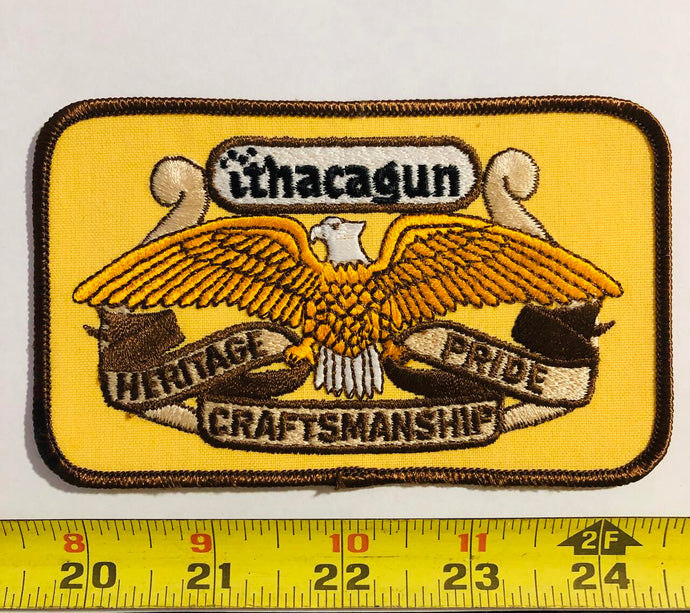 ithacagun
HERITAGE
PRIDE
CRAFTSMANSHIP
8 9 10 11 2F
20 21 22 23 24